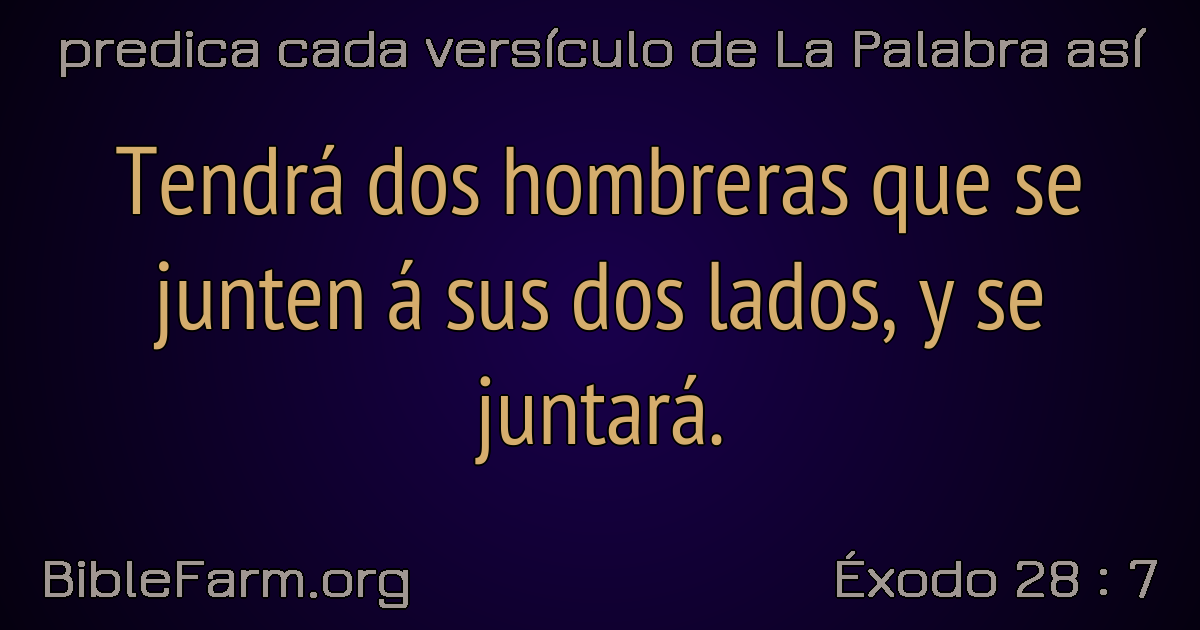 predica cada versículo de La Palabra así
Tendrá dos hombreras que se
junten á sus dos lados, y se
juntará.
BibleFarm.org
Éxodo 28 : 7